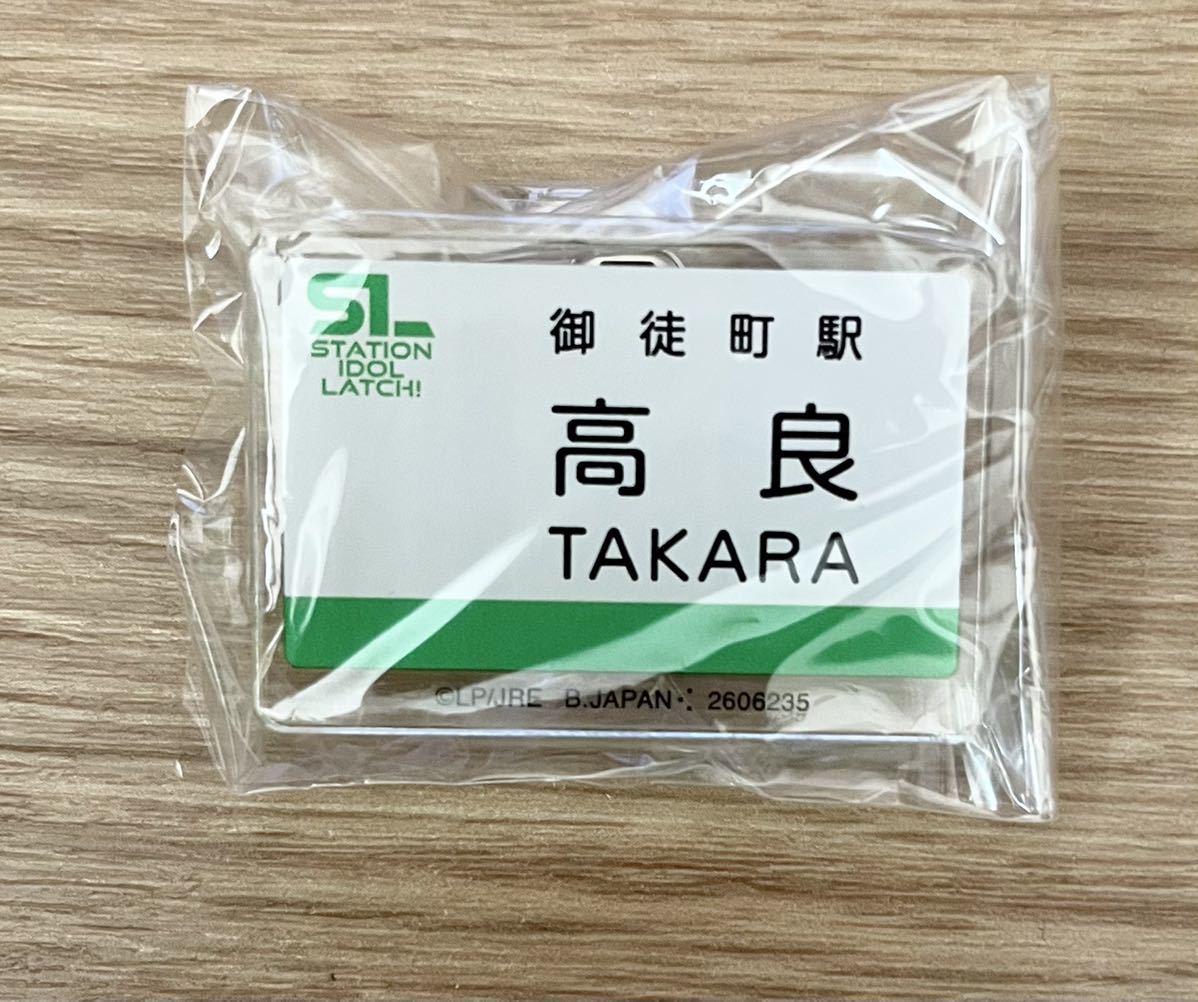 SL
STATION
IDOL
LATCH!
御徒町駅
高良
TAKARA
©LP/JRE B.JAPAN∴ 2606235